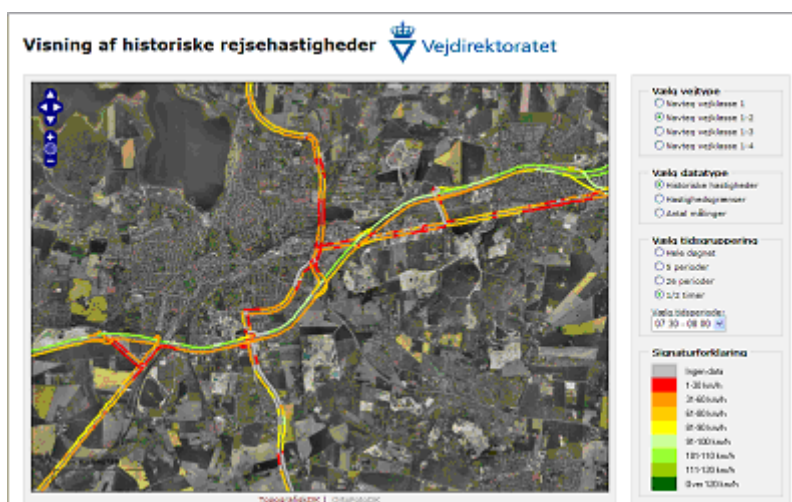 Visning af historiske rejsehastigheder
Vejdirektoratet
Vælg vejtype
Navteq vejklasse 1
Navteq vejklasse 1-2
Navteq vejklasse 1-3
Navteq vejklasse 1-4
Vælg datatype
Historiske hastigheder
Hastighedsgrænser
Antal målinger
Vælg tidsgruppering
Hele døgnet
5 perioder
26 perioder
1/2 timer
Vælg tidsperiode:
07 30 - 08 00
Signaturforklaring
Ingen data
1-30 km/h
31-60 km/h
61-80 km/h
81-90 km/h
91-100 km/h
101-110 km/h
111-120 km/h
Over 120 km/h